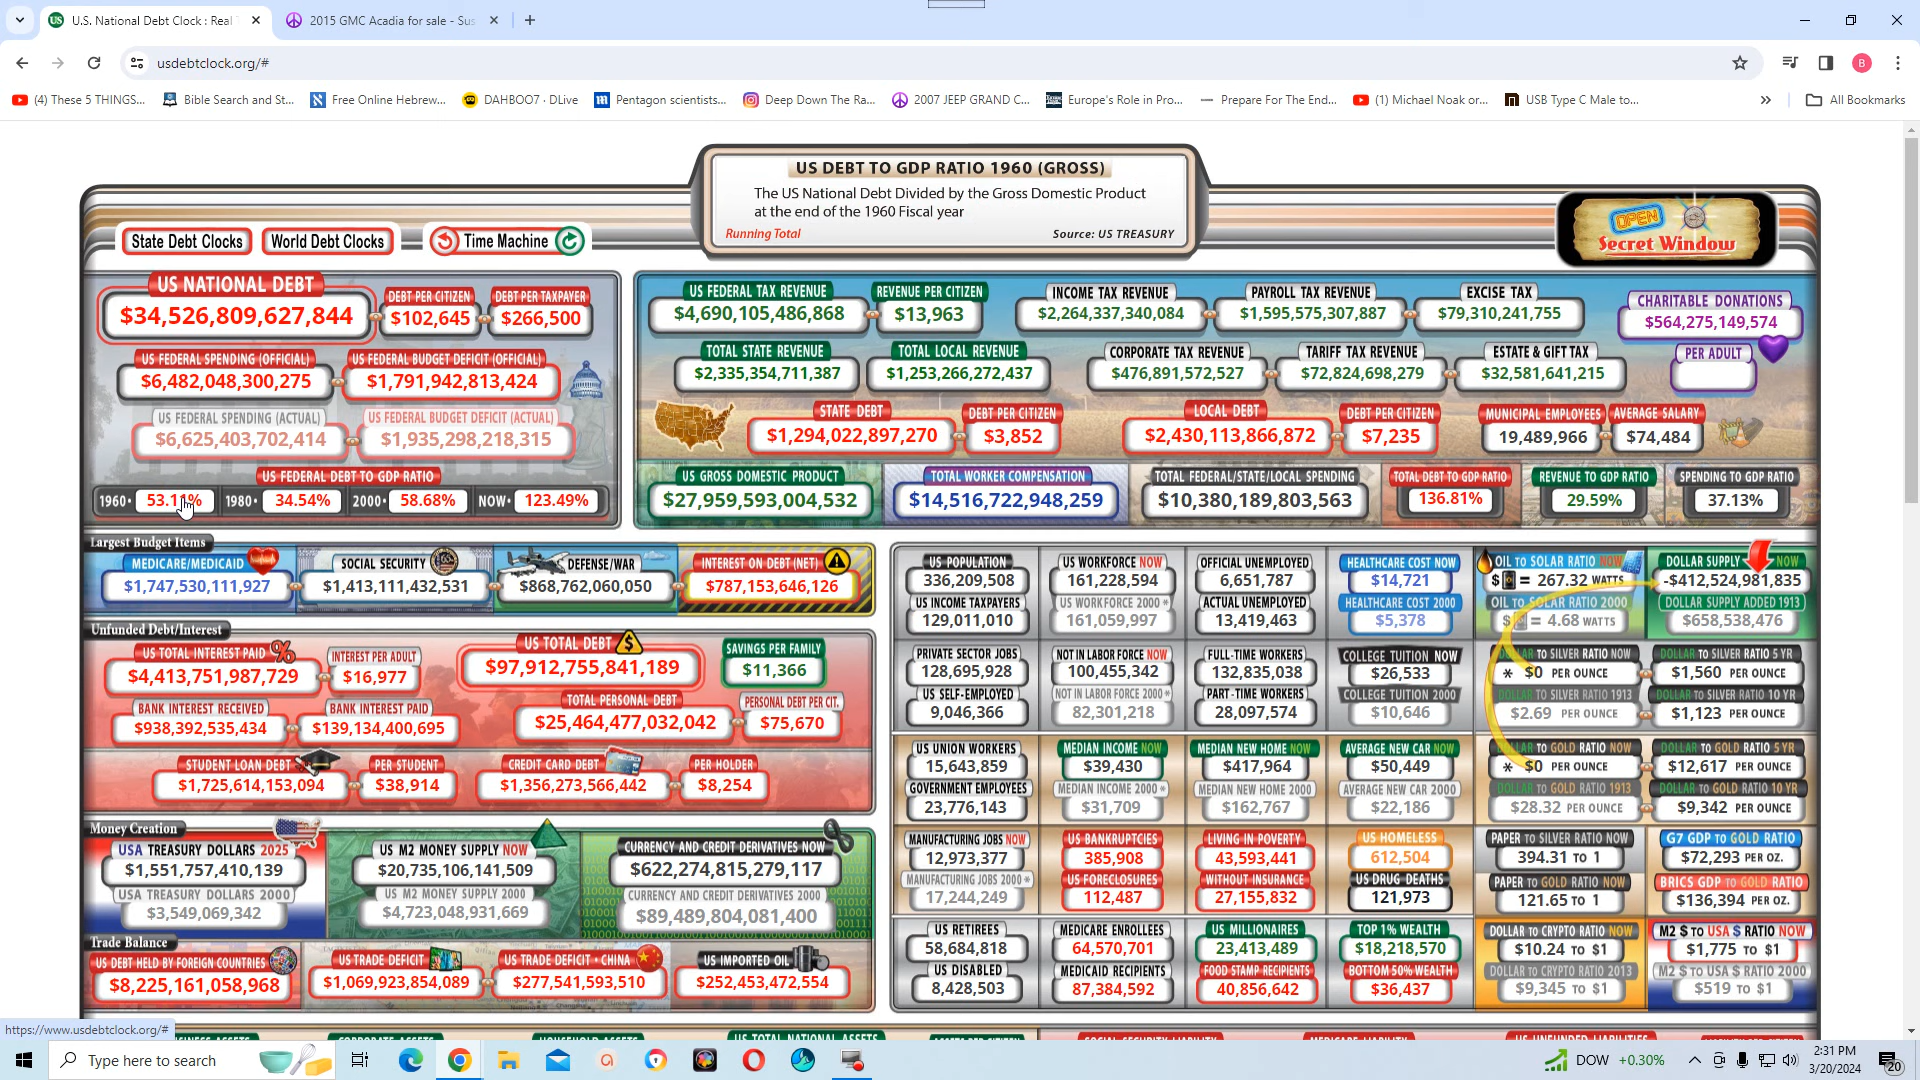 U.S. National Debt Clock : Real
2015 GMC Acadia for sale - Sus
usdebtclock.org/#
B
(4) These 5 THINGS...
Bible Search and St...
Free Online Hebrew...
DAHBOO7 · DLive
Pentagon scientists...
Deep Down The Ra...
2007 JEEP GRAND C...
Europe's Role in Pro...
Prepare For The End...
(1) Michael Noak or...
USB Type C Male to...
All Bookmarks
US DEBT TO GDP RATIO 1960 (GROSS)
The US National Debt Divided by the Gross Domestic Product
at the end of the 1960 Fiscal year
Running Total
Source: US TREASURY
State Debt Clocks
World Debt Clocks
Time Machine
OPEN
Secret Window
US NATIONAL DEBT
$34,526,809,627,844
DEBT PER CITIZEN
$102,645
DEBT PER TAXPAYER
$266,500
US FEDERAL SPENDING (OFFICIAL)
$6,482,048,300,275
US FEDERAL BUDGET DEFICIT (OFFICIAL)
$1,791,942,813,424
US FEDERAL SPENDING (ACTUAL)
$6,625,403,702,414
US FEDERAL BUDGET DEFICIT (ACTUAL)
$1,935,298,218,315
US FEDERAL DEBT TO GDP RATIO
1960• 53.11%
1980• 34.54%
2000• 58.68%
NOW• 123.49%
US FEDERAL TAX REVENUE
$4,690,105,486,868
REVENUE PER CITIZEN
$13,963
INCOME TAX REVENUE
$2,264,337,340,084
PAYROLL TAX REVENUE
$1,595,575,307,887
EXCISE TAX
$79,310,241,755
CHARITABLE DONATIONS
$564,275,149,574
PER ADULT
TOTAL STATE REVENUE
$2,335,354,711,387
TOTAL LOCAL REVENUE
$1,253,266,272,437
CORPORATE TAX REVENUE
$476,891,572,527
TARIFF TAX REVENUE
$72,824,698,279
ESTATE & GIFT TAX
$32,581,641,215
STATE DEBT
$1,294,022,897,270
DEBT PER CITIZEN
$3,852
LOCAL DEBT
$2,430,113,866,872
DEBT PER CITIZEN
$7,235
MUNICIPAL EMPLOYEES
19,489,966
AVERAGE SALARY
$74,484
US GROSS DOMESTIC PRODUCT
$27,959,593,004,532
TOTAL WORKER COMPENSATION
$14,516,722,948,259
TOTAL FEDERAL/STATE/LOCAL SPENDING
$10,380,189,803,563
TOTAL DEBT TO GDP RATIO
136.81%
REVENUE TO GDP RATIO
29.59%
SPENDING TO GDP RATIO
37.13%
Largest Budget Items
MEDICARE/MEDICAID
$1,747,530,111,927
SOCIAL SECURITY
$1,413,111,432,531
DEFENSE/WAR
$868,762,060,050
INTEREST ON DEBT (NET)
$787,153,646,126
Unfunded Debt/Interest
US TOTAL INTEREST PAID
$4,413,751,987,729
INTEREST PER ADULT
$16,977
US TOTAL DEBT
$97,912,755,841,189
SAVINGS PER FAMILY
$11,366
BANK INTEREST RECEIVED
$938,392,535,434
BANK INTEREST PAID
$139,134,400,695
TOTAL PERSONAL DEBT
$25,464,477,032,042
PERSONAL DEBT PER CIT.
$75,670
STUDENT LOAN DEBT
$1,725,614,153,094
PER STUDENT
$38,914
CREDIT CARD DEBT
$1,356,273,566,442
PER HOLDER
$8,254
Money Creation
USA TREASURY DOLLARS 2025
$1,551,757,410,139
USA TREASURY DOLLARS 2000
$3,549,069,342
US M2 MONEY SUPPLY NOW
$20,735,106,141,509
US M2 MONEY SUPPLY 2000
$4,723,048,931,669
CURRENCY AND CREDIT DERIVATIVES NOW
$622,274,815,279,117
CURRENCY AND CREDIT DERIVATIVES 2000
$89,489,804,081,400
Trade Balance
US DEBT HELD BY FOREIGN COUNTRIES
$8,225,161,058,968
US TRADE DEFICIT
$1,069,923,854,089
US TRADE DEFICIT • CHINA
$277,541,593,510
US IMPORTED OIL
$252,453,472,554
US POPULATION
336,209,508
US INCOME TAXPAYERS
129,011,010
US WORKFORCE NOW
161,228,594
US WORKFORCE 2000 *
161,059,997
OFFICIAL UNEMPLOYED
6,651,787
ACTUAL UNEMPLOYED
13,419,463
HEALTHCARE COST NOW
$14,721
HEALTHCARE COST 2000
$5,378
OIL TO SOLAR RATIO NOW
$ = 267.32 WATTS
OIL TO SOLAR RATIO 2000
$ = 4.68 WATTS
DOLLAR SUPPLY NOW
-$412,524,981,835
DOLLAR SUPPLY ADDED 1913
$658,538,476
PRIVATE SECTOR JOBS
128,695,928
US SELF-EMPLOYED
9,046,366
NOT IN LABOR FORCE NOW
100,455,342
NOT IN LABOR FORCE 2000 *
82,301,218
FULL-TIME WORKERS
132,835,038
PART-TIME WORKERS
28,097,574
COLLEGE TUITION NOW
$26,533
COLLEGE TUITION 2000
$10,646
DOLLAR TO SILVER RATIO NOW
* $0 PER OUNCE
DOLLAR TO SILVER RATIO 1913
$2.69 PER OUNCE
DOLLAR TO SILVER RATIO 5 YR
$1,560 PER OUNCE
DOLLAR TO SILVER RATIO 10 YR
$1,123 PER OUNCE
US UNION WORKERS
15,643,859
GOVERNMENT EMPLOYEES
23,776,143
MEDIAN INCOME NOW
$39,430
MEDIAN INCOME 2000 *
$31,709
MEDIAN NEW HOME NOW
$417,964
MEDIAN NEW HOME 2000
$162,767
AVERAGE NEW CAR NOW
$50,449
AVERAGE NEW CAR 2000
$22,186
DOLLAR TO GOLD RATIO NOW
* $0 PER OUNCE
DOLLAR TO GOLD RATIO 1913
$28.32 PER OUNCE
DOLLAR TO GOLD RATIO 5 YR
$12,617 PER OUNCE
DOLLAR TO GOLD RATIO 10 YR
$9,342 PER OUNCE
MANUFACTURING JOBS NOW
12,973,377
MANUFACTURING JOBS 2000 *
17,244,249
US BANKRUPTCIES
385,908
US FORECLOSURES
112,487
LIVING IN POVERTY
43,593,441
WITHOUT INSURANCE
27,155,832
US HOMELESS
612,504
US DRUG DEATHS
121,973
PAPER TO SILVER RATIO NOW
394.31 TO 1
PAPER TO GOLD RATIO NOW
121.65 TO 1
G7 GDP TO GOLD RATIO
$72,293 PER OZ.
BRICS GDP TO GOLD RATIO
$136,394 PER OZ.
US RETIREES
58,684,818
US DISABLED
8,428,503
MEDICARE ENROLLEES
64,570,701
MEDICAID RECIPIENTS
87,384,592
US MILLIONAIRES
23,413,489
FOOD STAMP RECIPIENTS
40,856,642
TOP 1% WEALTH
$18,218,570
BOTTOM 50% WEALTH
$36,437
DOLLAR TO CRYPTO RATIO NOW
$10.24 TO $1
DOLLAR TO CRYPTO RATIO 2013
$9,345 TO $1
M2 $ TO USA $ RATIO NOW
$1,775 TO $1
M2 $ TO USA $ RATIO 2000
$519 TO $1
https://www.usdebtclock.org/#
US TOTAL NATIONAL ASSETS
Type here to search
DOW +0.30%
2:31 PM
3/20/2024
20